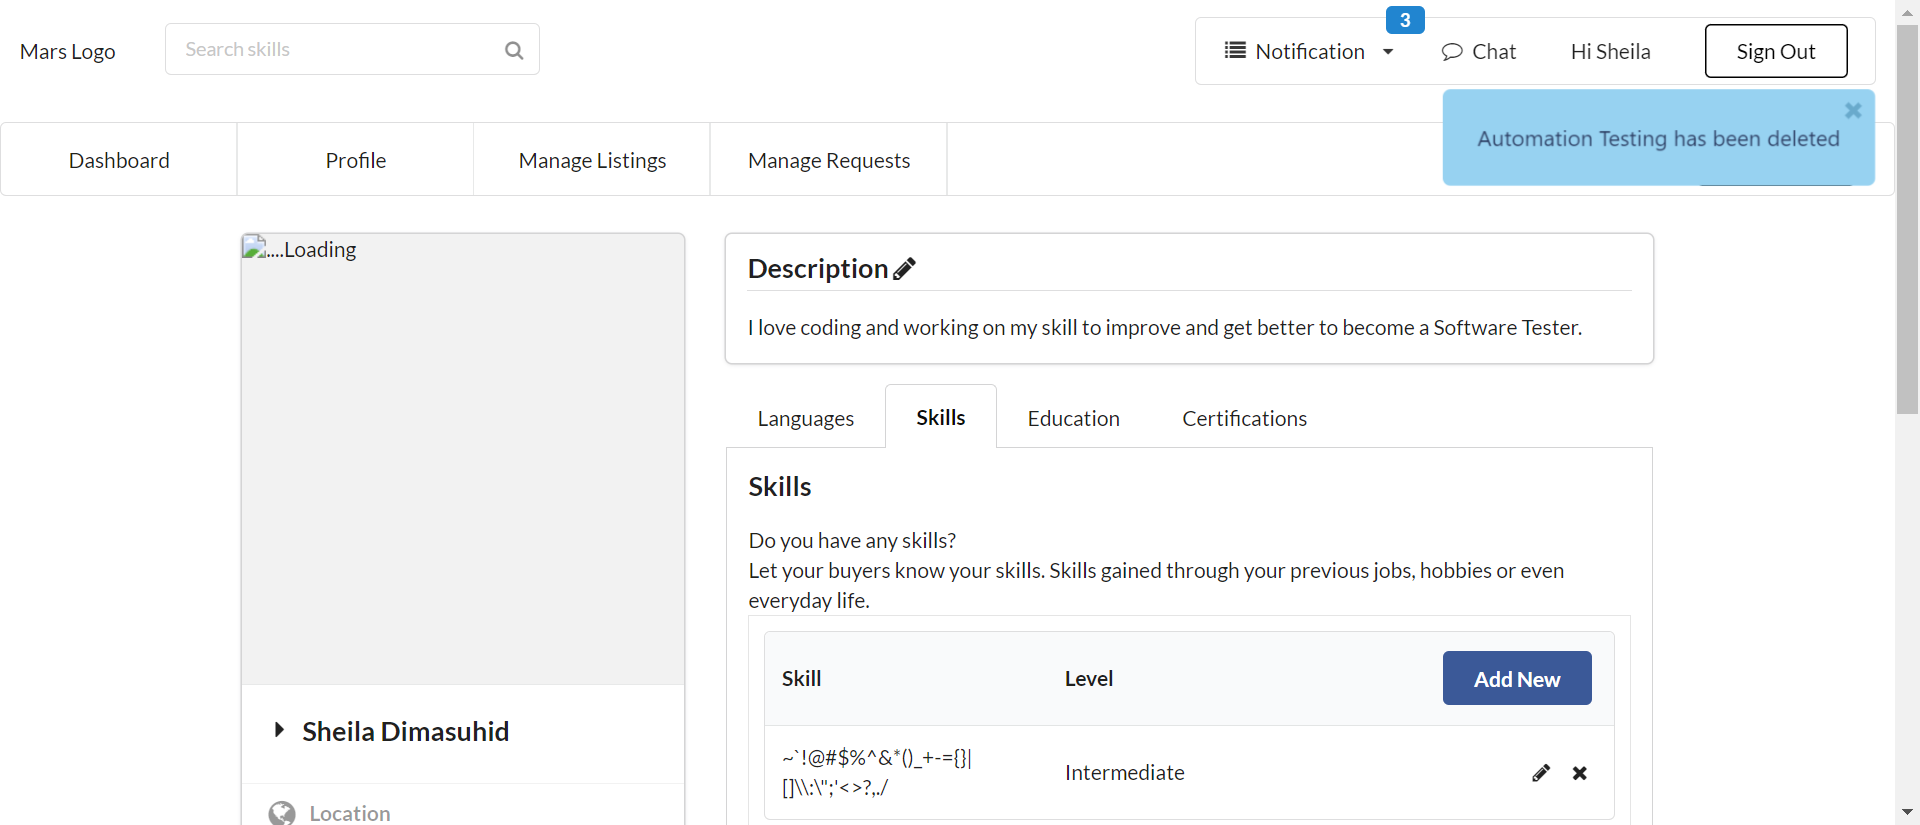 Mars Logo
Search skills
Notification
3
Chat
Hi Sheila
Sign Out
Automation Testing has been deleted
Dashboard
Profile
Manage Listings
Manage Requests
....Loading
Sheila Dimasuhid
Location
Description
I love coding and working on my skill to improve and get better to become a Software Tester.
Languages
Skills
Education
Certifications
Skills
Do you have any skills?
Let your buyers know your skills. Skills gained through your previous jobs, hobbies or even
everyday life.
Skill
Level
Add New
~`!@#$%^&*()_+-={}|
[]\\:\";'<>?,./
Intermediate